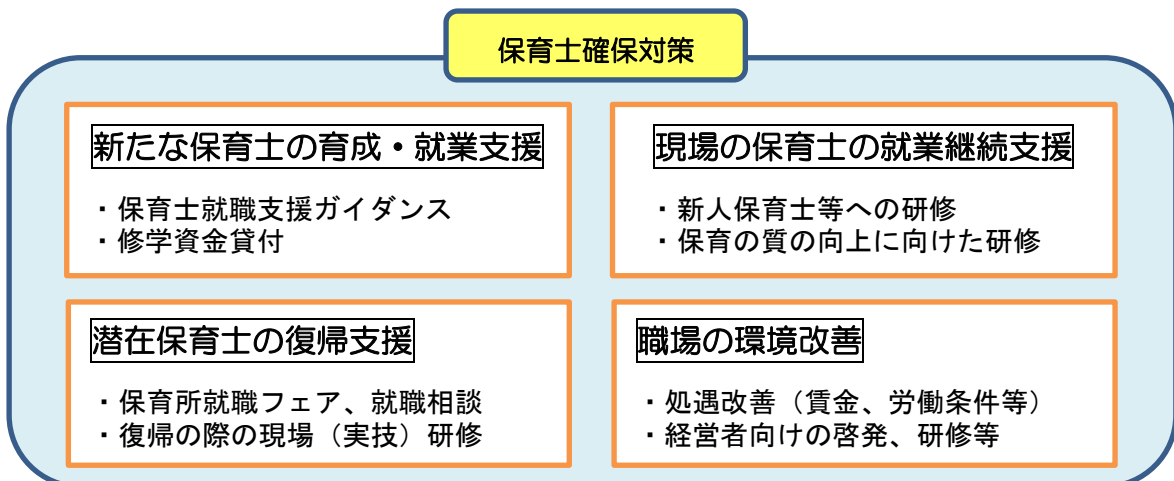 保育士確保対策
新たな保育士の育成・就業支援
・保育士就職支援ガイダンス
・修学資金貸付
現場の保育士の就業継続支援
・新人保育士等への研修
・保育の質の向上に向けた研修
潜在保育士の復帰支援
・保育所就職フェア、就職相談
・復帰の際の現場（実技）研修
職場の環境改善
・処遇改善（賃金、労働条件等）
・経営者向けの啓発、研修等